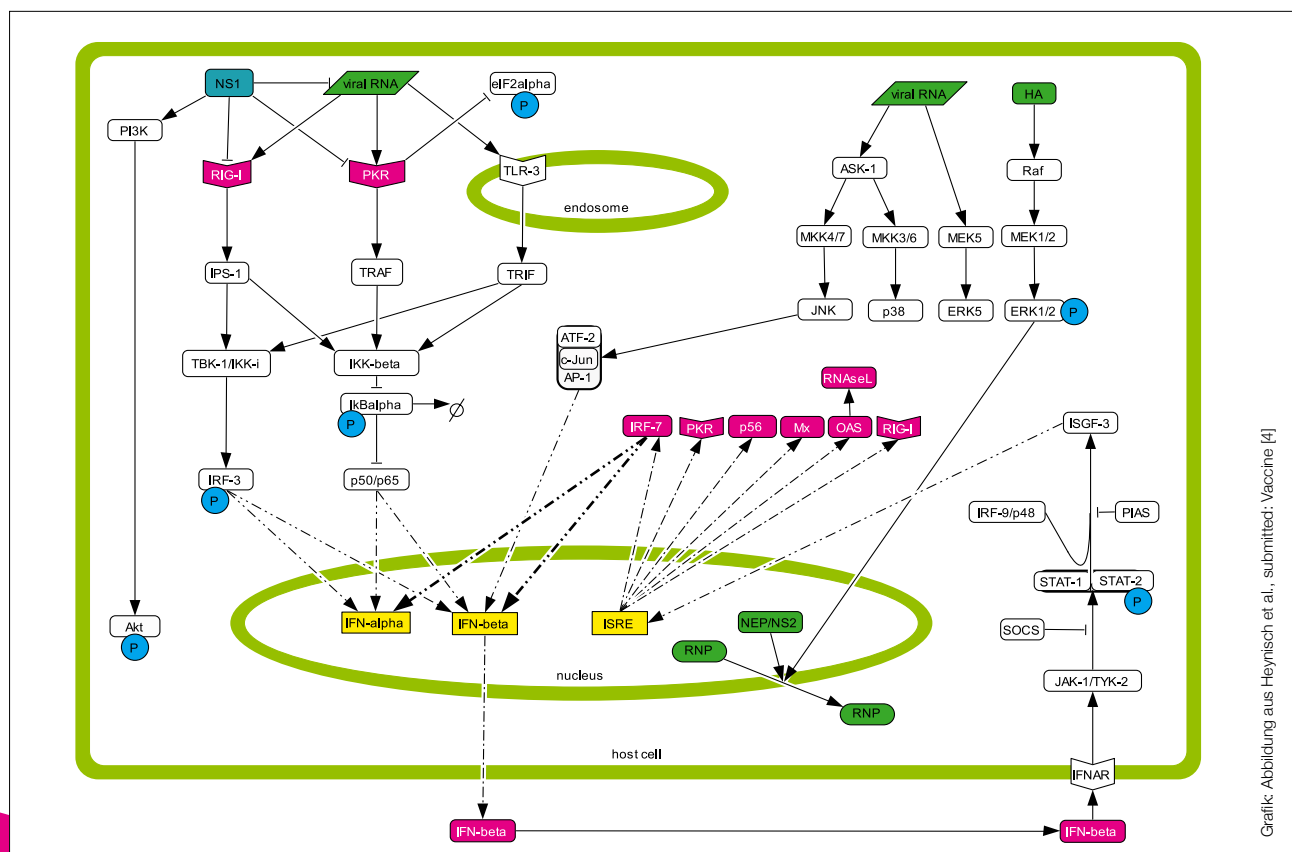 NS1
viral RNA
eIF2alpha
P
viral RNA
HA
PI3K
RIG-I
PKR
TLR-3
ASK-1
Raf
endosome
MKK4/7
MKK3/6
MEK5
MEK1/2
IPS-1
TRAF
TRIF
JNK
p38
ERK5
ERK1/2
P
ATF-2
c-Jun
AP-1
TBK-1/IKK-i
IKK-beta
RNAseL
IkBalpha
P
IRF-7
PKR
p56
Mx
OAS
RIG-I
ISGF-3
IRF-3
P
p50/p65
IRF-9/p48
PIAS
STAT-1
STAT-2
P
Akt
P
IFN-alpha
IFN-beta
ISRE
NEP/NS2
SOCS
RNP
nucleus
JAK-1/TYK-2
RNP
host cell
IFNAR
IFN-beta
IFN-beta
Grafik: Abbildung aus Heynisch et al., submitted: Vaccine [4]